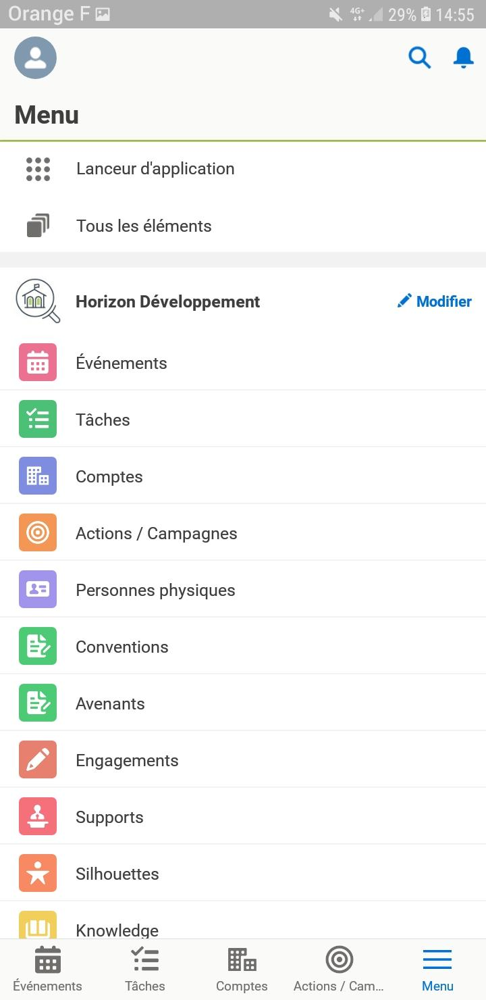 Orange F
4G+
29%
14:55
Menu
Lanceur d'application
Tous les éléments
Horizon Développement
Modifier
Événements
Tâches
Comptes
Actions / Campagnes
Personnes physiques
Conventions
Avenants
Engagements
Supports
Silhouettes
Knowledge
Événements
Tâches
Comptes
Actions / Cam...
Menu